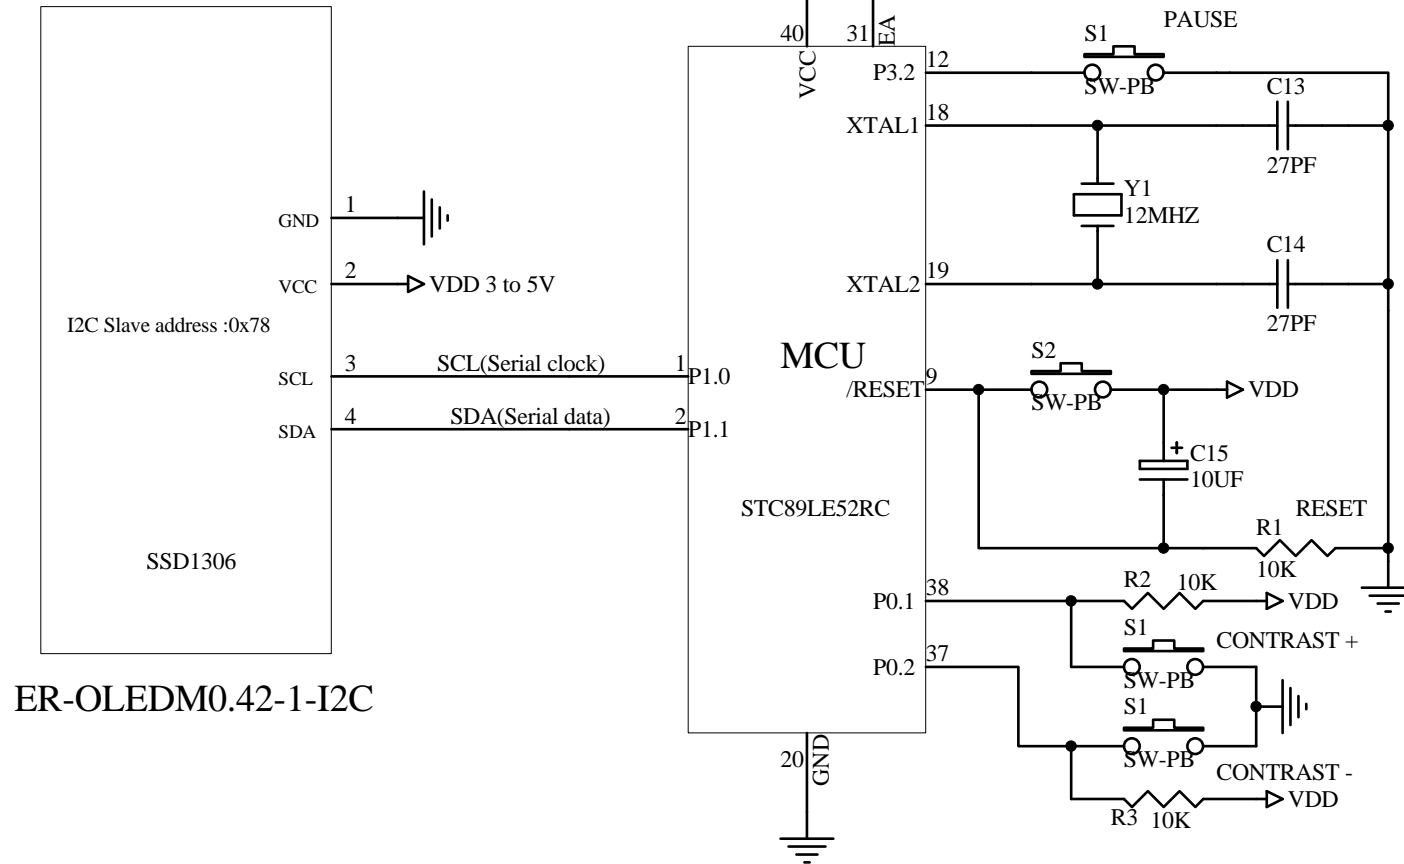 PAUSE
40
31
EA
VCC
S1
P3.2
12
SW-PB
C13
XTAL1
18
27PF
Y1
12MHZ
GND
1
VCC
2
VDD 3 to 5V
C14
XTAL2
19
27PF
I2C Slave address :0x78
MCU
SCL
3
SCL(Serial clock)
1
P1.0
S2
/RESET
9
SW-PB
VDD
SDA
4
SDA(Serial data)
2
P1.1
+
C15
10UF
STC89LE52RC
RESET
R1
10K
SSD1306
P0.1
38
R2
10K
VDD
S1
CONTRAST +
SW-PB
P0.2
37
S1
SW-PB
CONTRAST -
VDD
R3
10K
ER-OLEDM0.42-1-I2C
20
GND